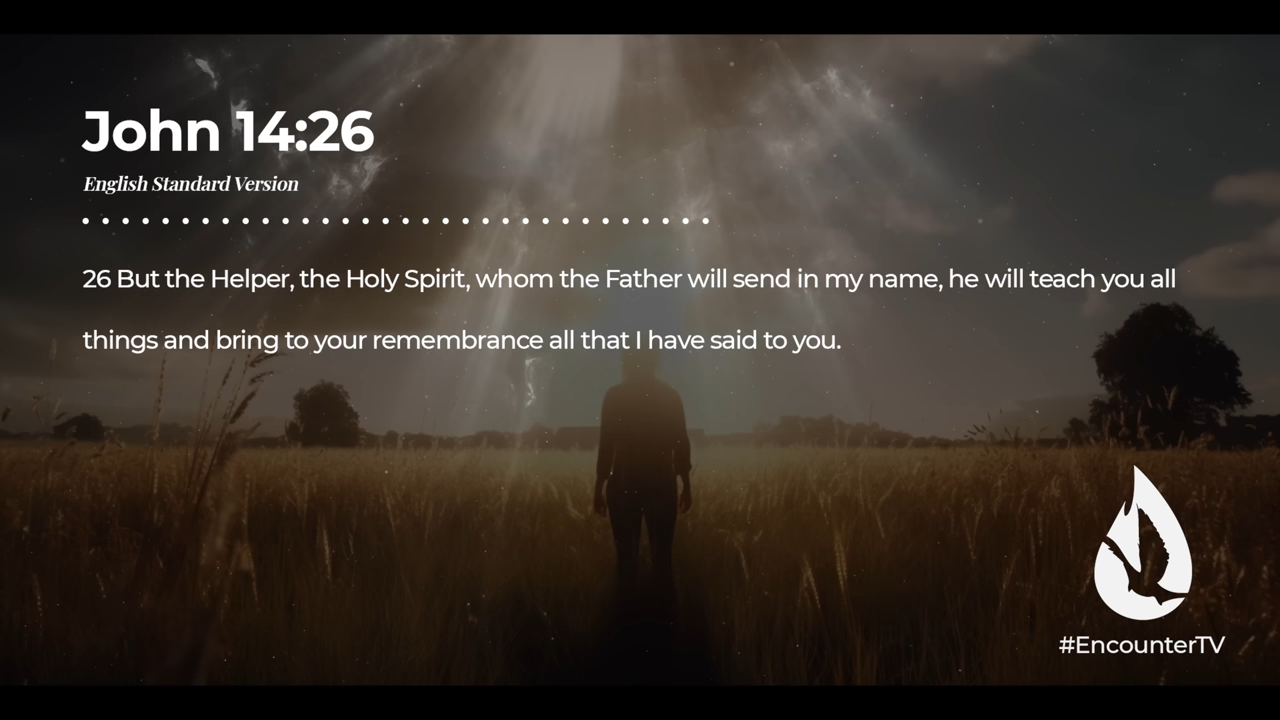 John 14:26
English Standard Version
26 But the Helper, the Holy Spirit, whom the Father will send in my name, he will teach you all
things and bring to your remembrance all that I have said to you.
#EncounterTV